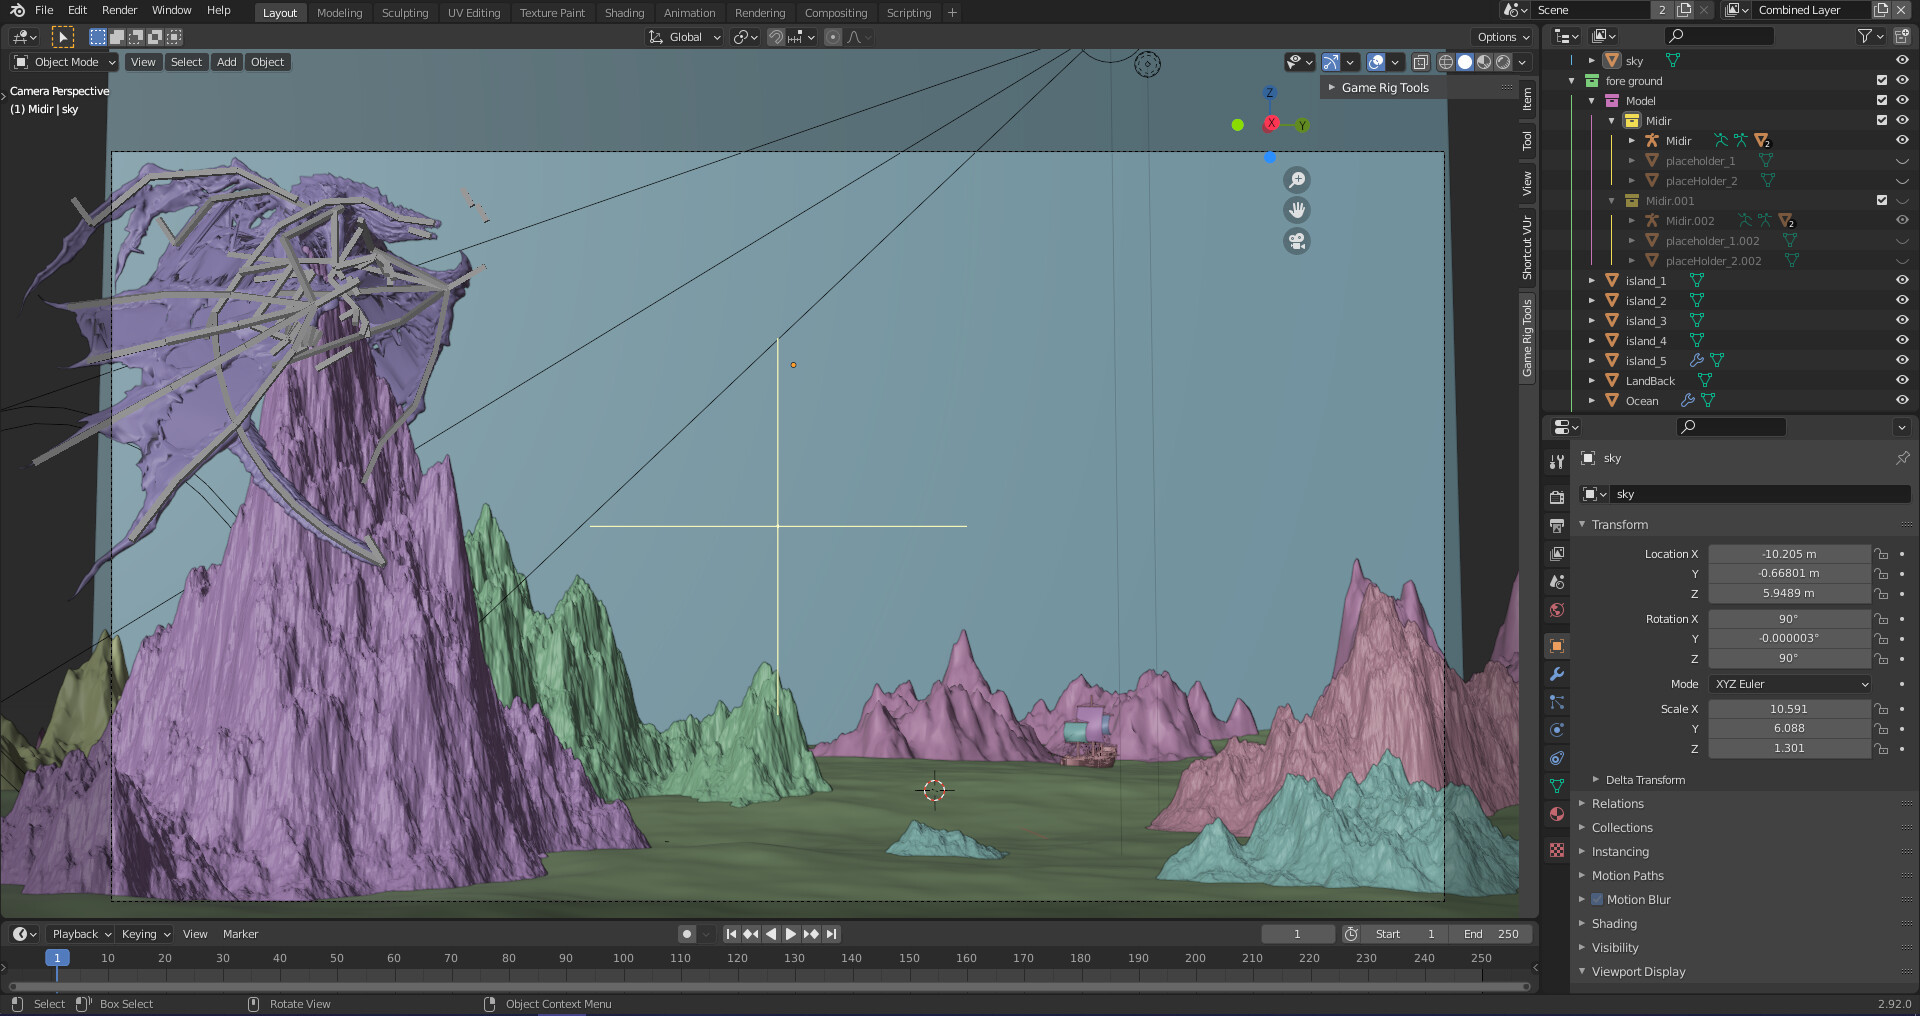 File Edit Render Window Help
Layout Modeling Sculpting UV Editing Texture Paint Shading Animation Rendering Compositing Scripting +
Scene 2 Combined Layer
Global
Options
Object Mode View Select Add Object
Camera Perspective
(1) Midir | sky
Game Rig Tools
Z
X
Y
Item
Tool
View
Shortcut VUr
Game Rig Tools
sky
fore ground
Model
Midir
Midir 2
placeholder_1
placeHolder_2
Midir.001
Midir.002 2
placeholder_1.002
placeHolder_2.002
island_1
island_2
island_3
island_4
island_5
LandBack
Ocean
sky
sky
Transform
Location X -10.205 m
Y -0.66801 m
Z 5.9489 m
Rotation X 90°
Y -0.000003°
Z 90°
Mode XYZ Euler
Scale X 10.591
Y 6.088
Z 1.301
Delta Transform
Relations
Collections
Instancing
Motion Paths
Motion Blur
Shading
Visibility
Viewport Display
Playback Keying View Marker
1 Start 1 End 250
1 10 20 30 40 50 60 70 80 90 100 110 120 130 140 150 160 170 180 190 200 210 220 230 240 250
Select Box Select Rotate View Object Context Menu 2.92.0